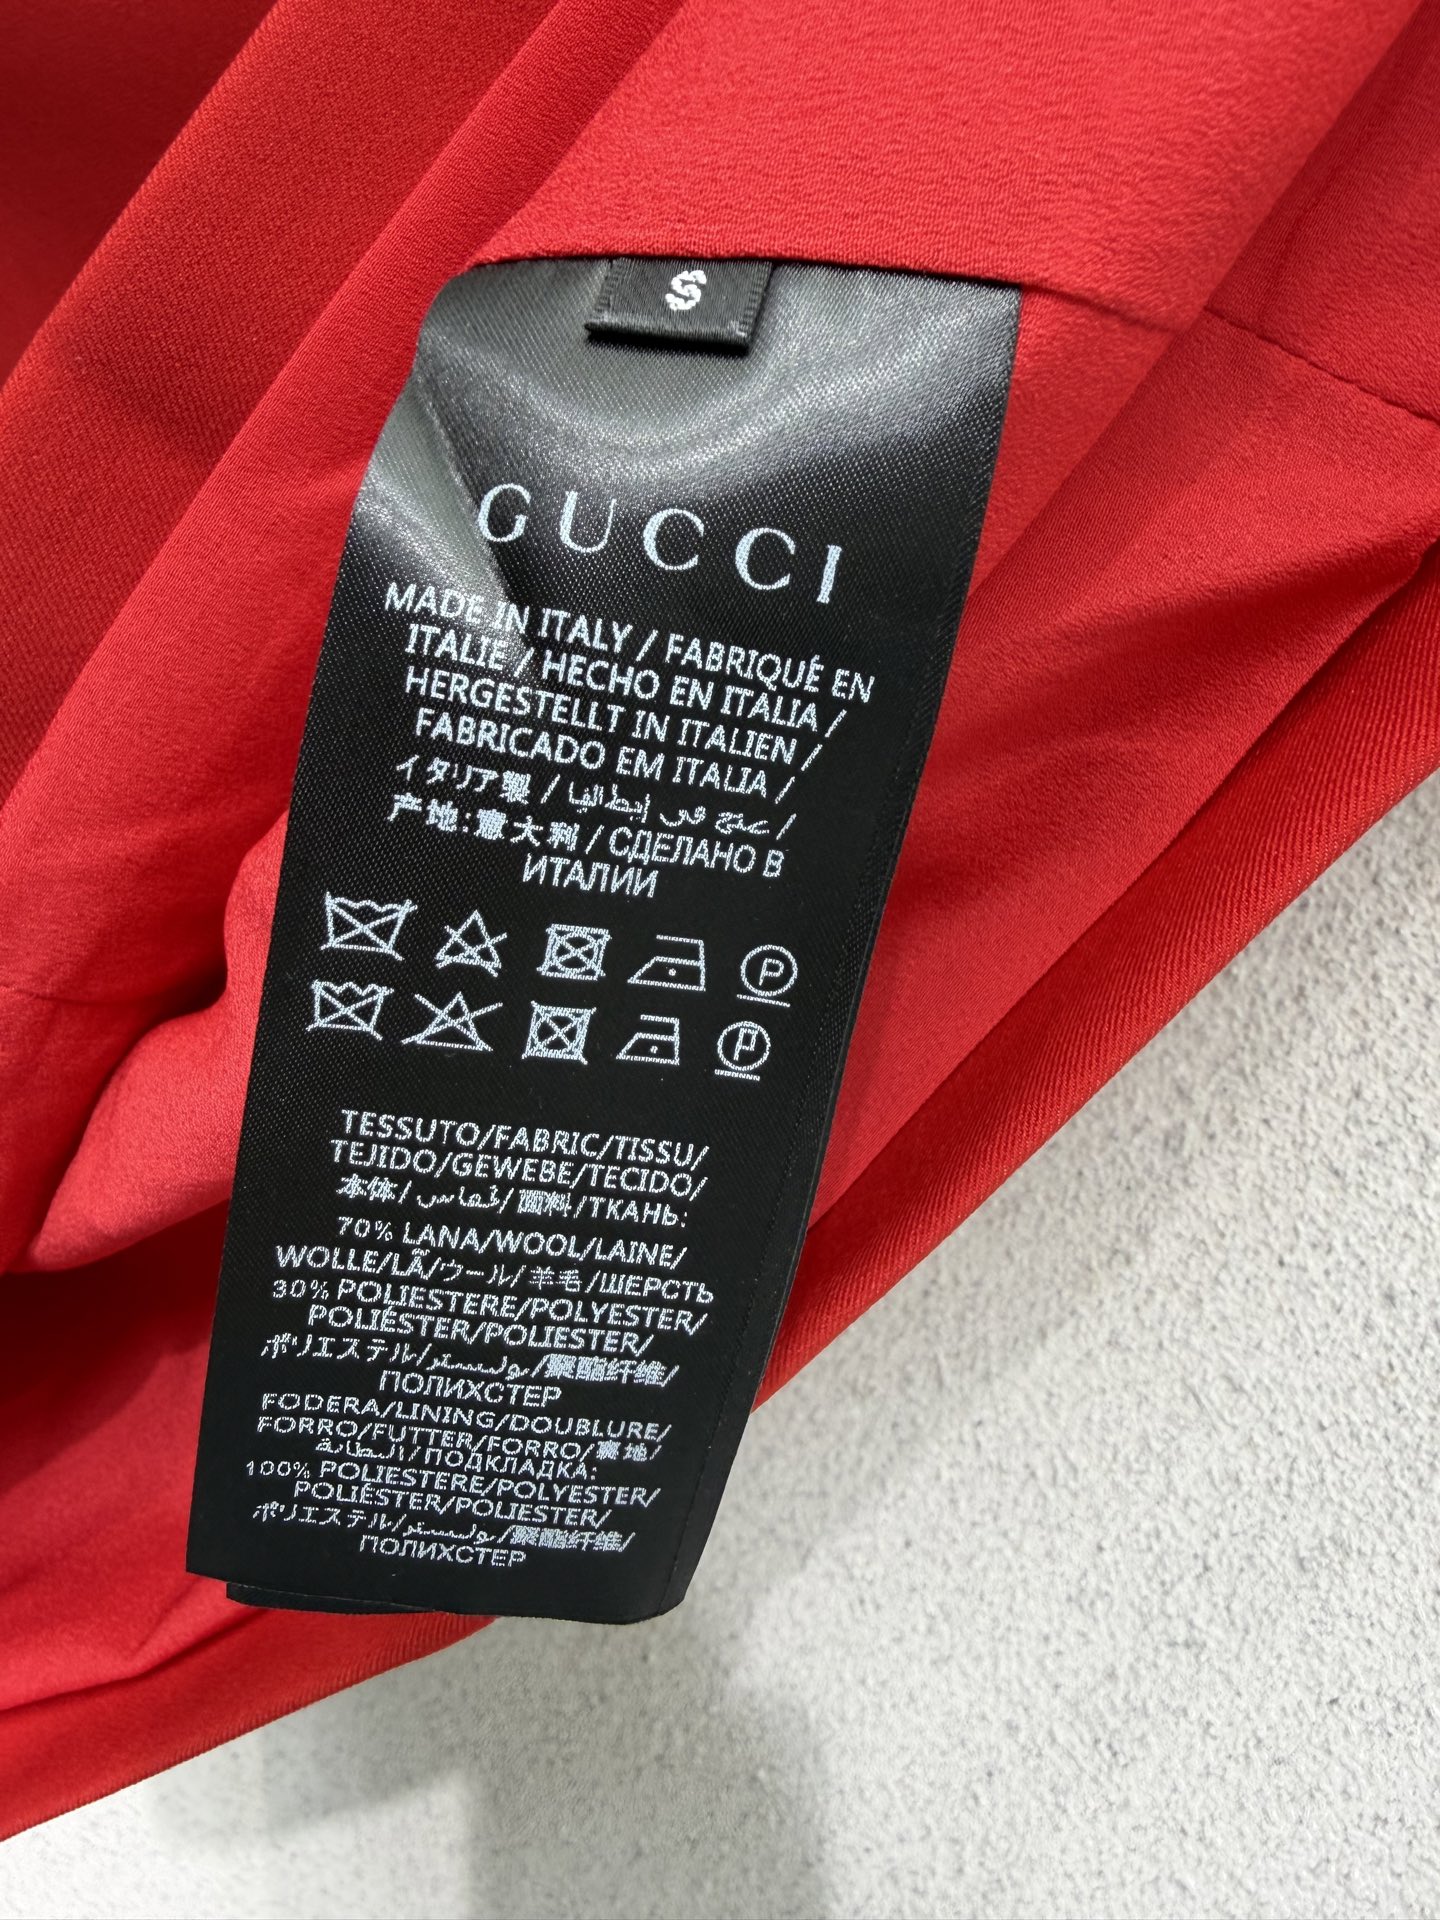 S
GUCCI
MADE IN ITALY / FABRIQUÉ EN
ITALIE / HECHO EN ITALIA /
HERGESTELLT IN ITALIEN /
FABRICADO EM ITALIA /
イタリア製 / صنع في إيطاليا /
产地:意大利 / СДЕЛАНО В
ИТАЛИИ
P
P
TESSUTO/FABRIC/TISSU/
TEJIDO/GEWEBE/TECIDO/
本体/قماش/面料/ТКАНЬ:
70% LANA/WOOL/LAINE/
WOLLE/LÃ/ウール/羊毛/ШЕРСТЬ
30% POLIESTERE/POLYESTER/
POLIÉSTER/POLIESTER/
ポリエステル/بوليستر/聚酯纤维/
ПОЛИХСТЕР
FODERA/LINING/DOUBLURE/
FORRO/FUTTER/FORRO/裏地/
البطانة/ПОДКЛАДКА:
100% POLIESTERE/POLYESTER/
POLIÉSTER/POLIESTER/
ポリエステル/بوليستر/聚酯纤维/
ПОЛИХСТЕР